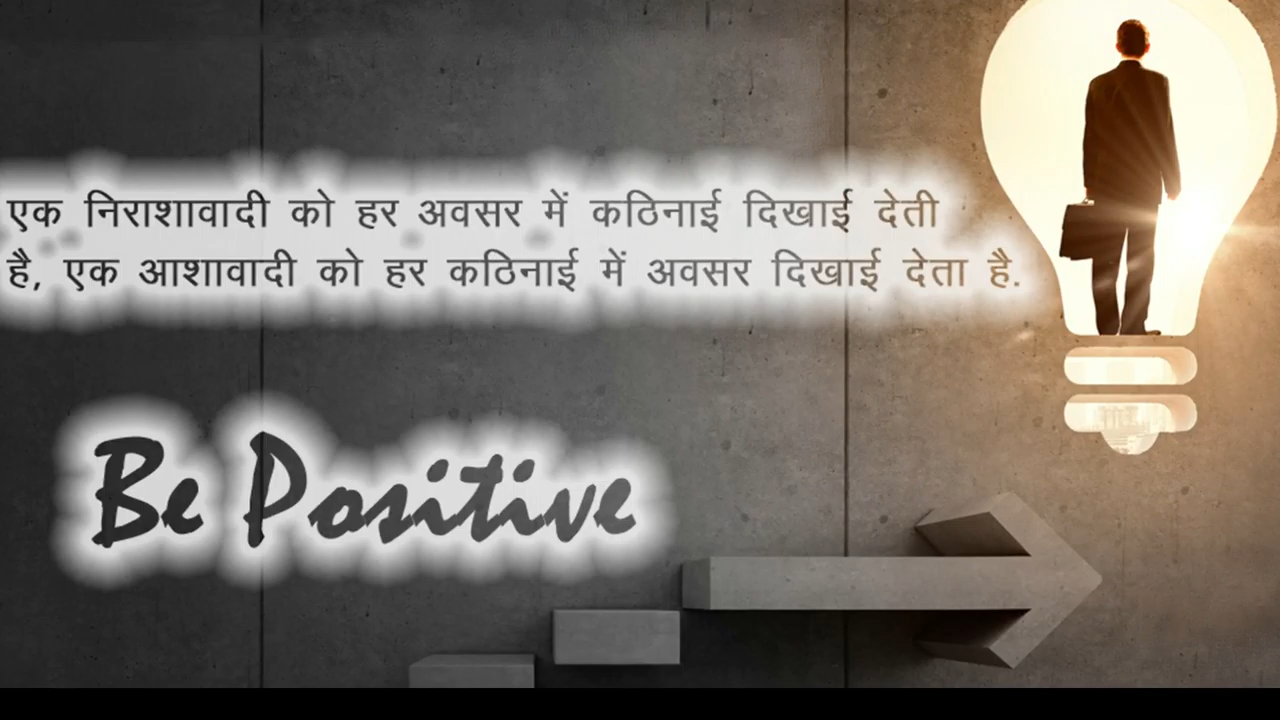 एक निराशावादी को हर अवसर में कठिनाई दिखाई देती
है, एक आशावादी को हर कठिनाई में अवसर दिखाई देता है.
Be Positive